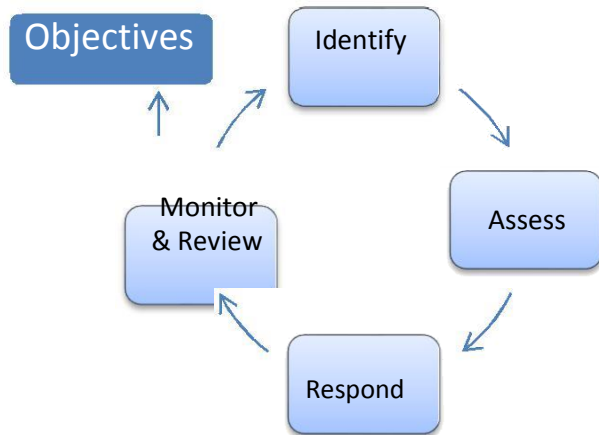 Objectives
Identify
Assess
Respond
Monitor
& Review